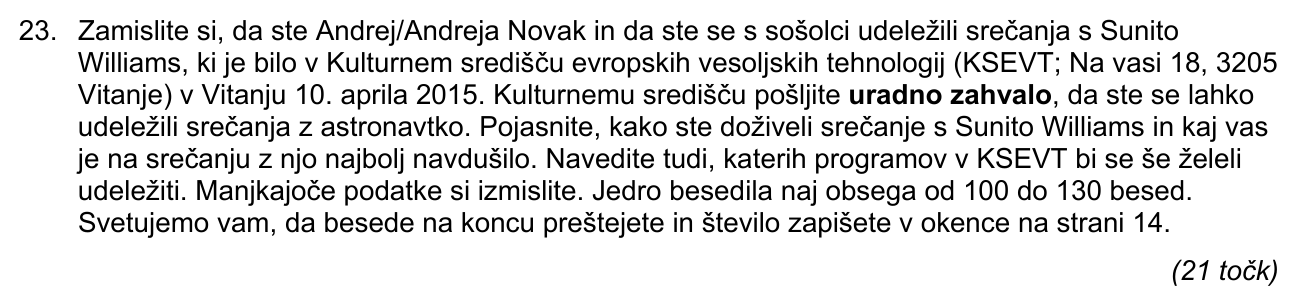 23. Zamislite si, da ste Andrej/Andreja Novak in da ste se s sošolci udeležili srečanja s Sunito
Williams, ki je bilo v Kulturnem središču evropskih vesoljskih tehnologij (KSEVT; Na vasi 18, 3205
Vitanje) v Vitanju 10. aprila 2015. Kulturnemu središču pošljite uradno zahvalo, da ste se lahko
udeležili srečanja z astronavtko. Pojasnite, kako ste doživeli srečanje s Sunito Williams in kaj vas
je na srečanju z njo najbolj navdušilo. Navedite tudi, katerih programov v KSEVT bi se še želeli
udeležiti. Manjkajoče podatke si izmislite. Jedro besedila naj obsega od 100 do 130 besed.
Svetujemo vam, da besede na koncu preštejete in število zapišete v okence na strani 14.
(21 točk)